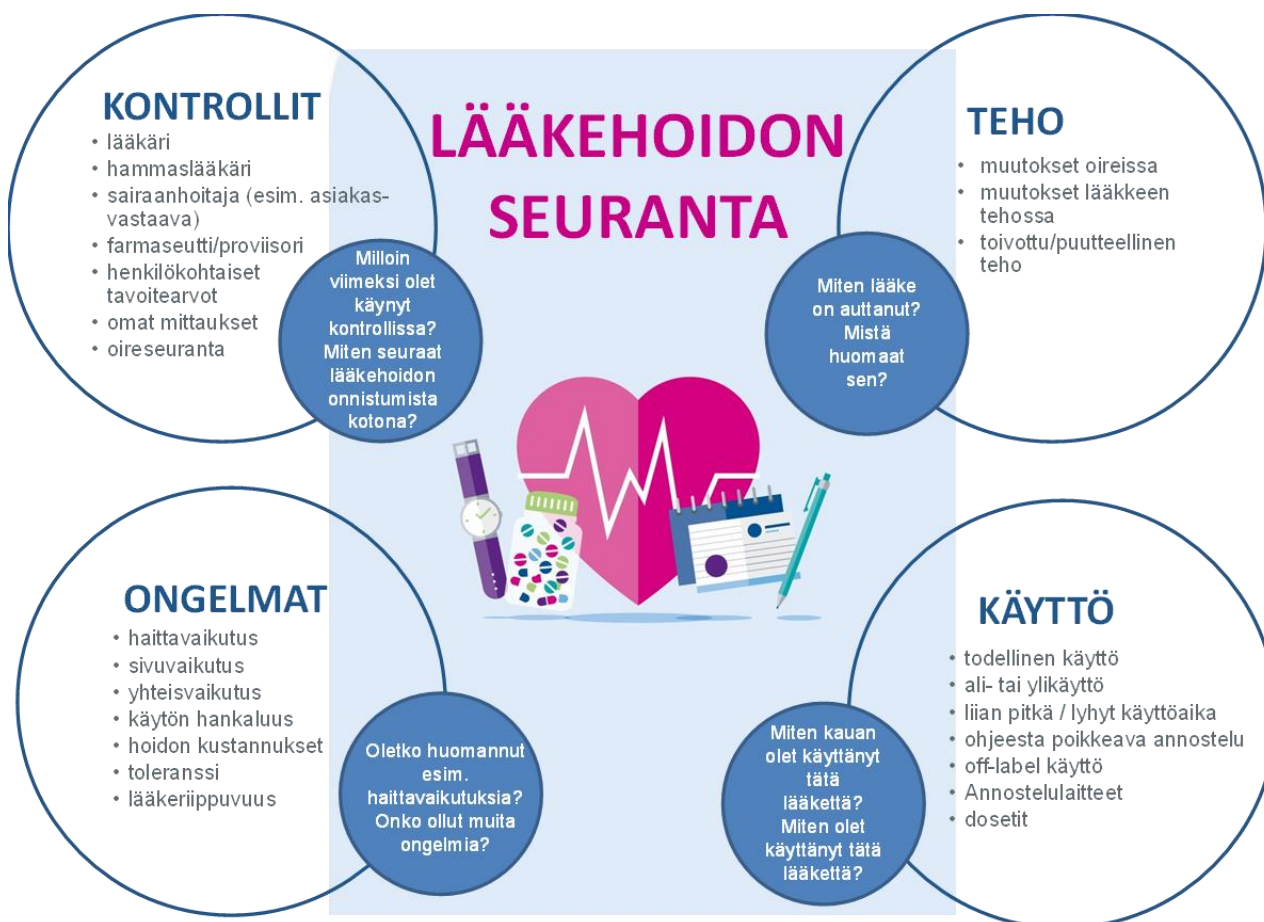 LÄÄKEHOIDON
SEURANTA
KONTROLLIT
• lääkäri
• hammaslääkäri
• sairaanhoitaja (esim. asiakas-
vastaava)
• farmaseutti/proviisori
• henkilökohtaiset
tavoitearvot
• omat mittaukset
• oireseuranta
Milloin
viimeksi olet
käynyt
kontrollissa?
Miten seuraat
lääkehoidon
onnistumista
kotona?
TEHO
• muutokset oireissa
• muutokset lääkkeen
tehossa
• toivottu/puutteellinen
teho
Miten lääke
on auttanut?
Mistä
huomaat
sen?
ONGELMAT
• haittavaikutus
• sivuvaikutus
• yhteisvaikutus
• käytön hankaluus
• hoidon kustannukset
• toleranssi
• lääkeriippuvuus
Oletko huomannut
esim.
haittavaikutuksia?
Onko ollut muita
ongelmia?
KÄYTTÖ
• todellinen käyttö
• ali- tai ylikäyttö
• liian pitkä / lyhyt käyttöaika
• ohjeesta poikkeava annostelu
• off-label käyttö
• Annostelulaitteet
• dosetit
Miten kauan
olet käyttänyt
tätä
lääkettä?
Miten olet
käyttänyt tätä
lääkettä?